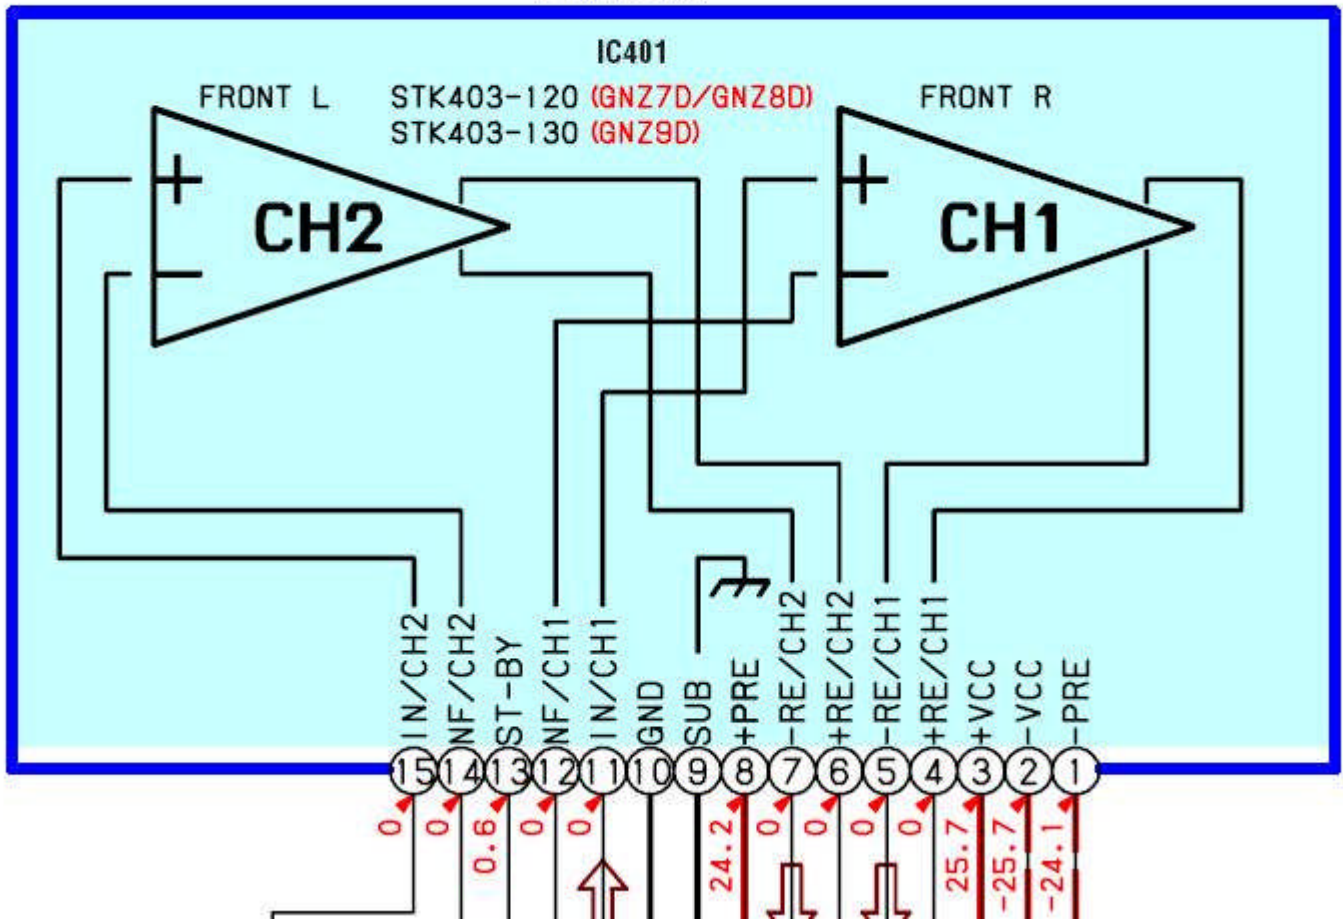 IC401
FRONT L
STK403-120 (GNZ7D/GNZ8D)
FRONT R
STK403-130 (GNZ9D)
+
CH2
−
+
CH1
−
IN/CH2
NF/CH2
ST-BY
NF/CH1
IN/CH1
GND
SUB
+PRE
-RE/CH2
+RE/CH2
-RE/CH1
+RE/CH1
+VCC
-VCC
-PRE
15 14 13 12 11 10 9 8 7 6 5 4 3 2 1
0
0
0.6
0
0
24.2
0
0
0
0
25.7
-25.7
-24.1